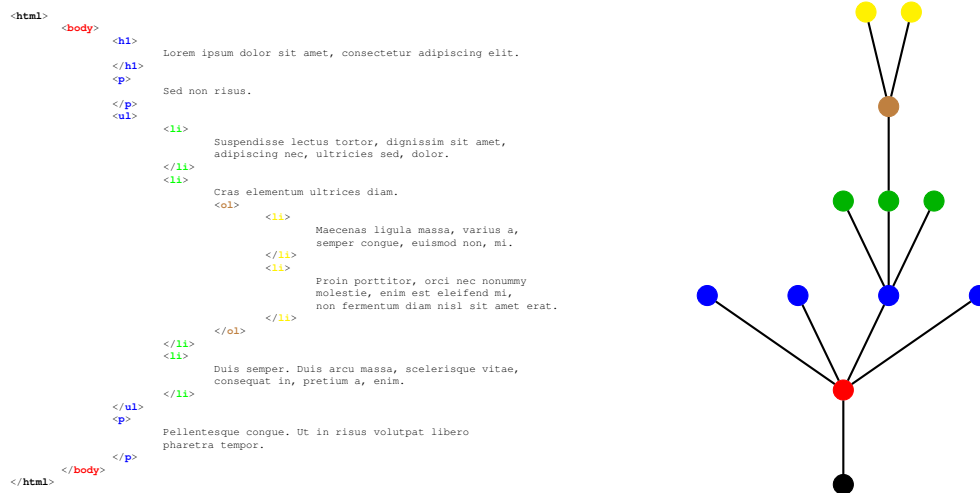 <html>
<body>
<h1>
Lorem ipsum dolor sit amet, consectetur adipiscing elit.
</h1>
<p>
Sed non risus.
</p>
<ul>
<li>
Suspendisse lectus tortor, dignissim sit amet,
adipiscing nec, ultricies sed, dolor.
</li>
<li>
Cras elementum ultrices diam.
<ol>
<li>
Maecenas ligula massa, varius a,
semper congue, euismod non, mi.
</li>
<li>
Proin porttitor, orci nec nonummy
molestie, enim est eleifend mi,
non fermentum diam nisl sit amet erat.
</li>
</ol>
</li>
<li>
Duis semper. Duis arcu massa, scelerisque vitae,
consequat in, pretium a, enim.
</li>
</ul>
<p>
Pellentesque congue. Ut in risus volutpat libero
pharetra tempor.
</p>
</body>
</html>